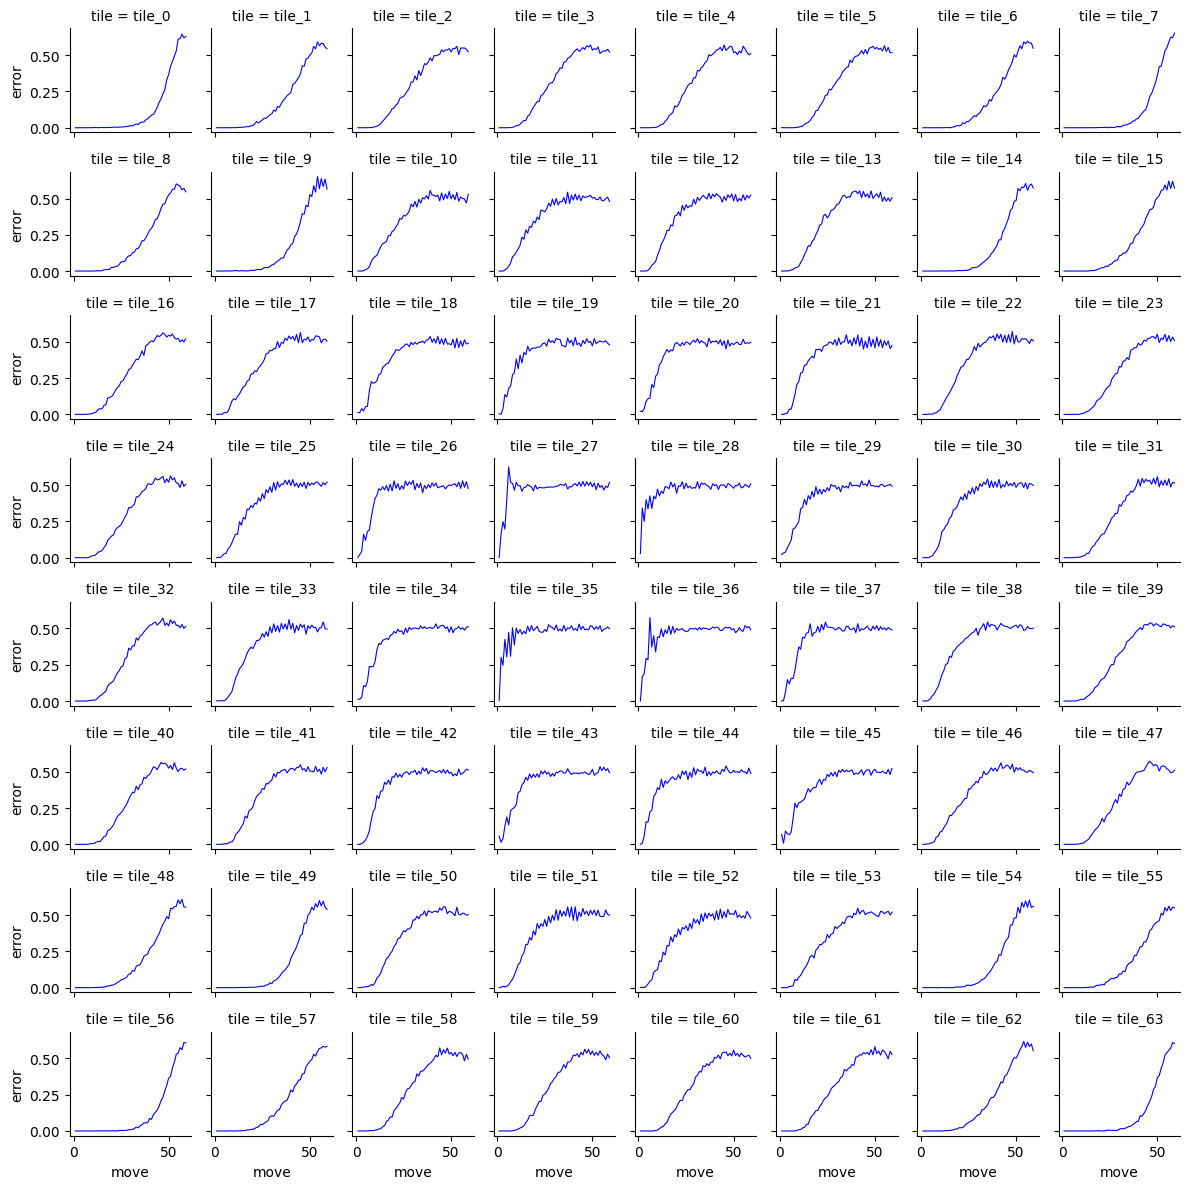 tile = tile_0 tile = tile_1 tile = tile_2 tile = tile_3 tile = tile_4 tile = tile_5 tile = tile_6 tile = tile_7
error 0.50 0.25 0.00
tile = tile_8 tile = tile_9 tile = tile_10 tile = tile_11 tile = tile_12 tile = tile_13 tile = tile_14 tile = tile_15
error 0.50 0.25 0.00
tile = tile_16 tile = tile_17 tile = tile_18 tile = tile_19 tile = tile_20 tile = tile_21 tile = tile_22 tile = tile_23
error 0.50 0.25 0.00
tile = tile_24 tile = tile_25 tile = tile_26 tile = tile_27 tile = tile_28 tile = tile_29 tile = tile_30 tile = tile_31
error 0.50 0.25 0.00
tile = tile_32 tile = tile_33 tile = tile_34 tile = tile_35 tile = tile_36 tile = tile_37 tile = tile_38 tile = tile_39
error 0.50 0.25 0.00
tile = tile_40 tile = tile_41 tile = tile_42 tile = tile_43 tile = tile_44 tile = tile_45 tile = tile_46 tile = tile_47
error 0.50 0.25 0.00
tile = tile_48 tile = tile_49 tile = tile_50 tile = tile_51 tile = tile_52 tile = tile_53 tile = tile_54 tile = tile_55
error 0.50 0.25 0.00
tile = tile_56 tile = tile_57 tile = tile_58 tile = tile_59 tile = tile_60 tile = tile_61 tile = tile_62 tile = tile_63
error 0.50 0.25 0.00
0 50 0 50 0 50 0 50 0 50 0 50 0 50 0 50
move move move move move move move move